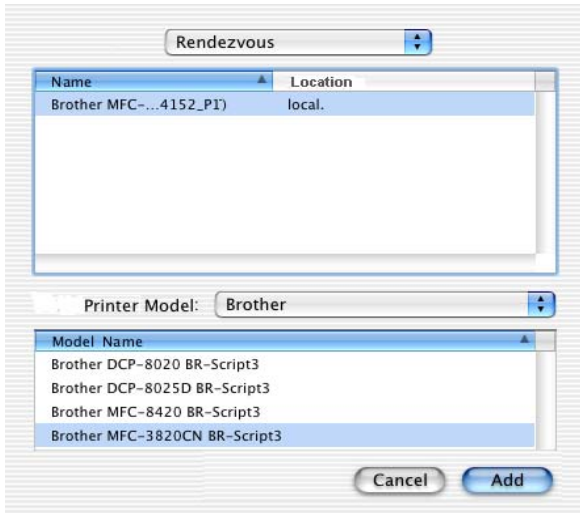 Rendezvous
Name Location
Brother MFC-...4152_P1) local.
Printer Model: Brother
Model Name
Brother DCP-8020 BR-Script3
Brother DCP-8025D BR-Script3
Brother MFC-8420 BR-Script3
Brother MFC-3820CN BR-Script3
Cancel Add